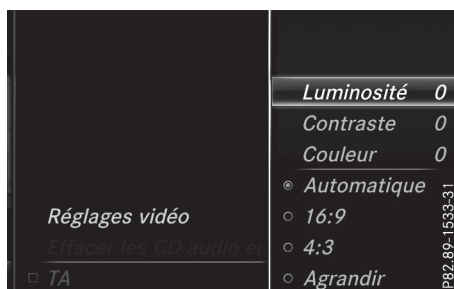 Luminosité 0
Contraste 0
Couleur 0
Automatique
16:9
4:3
Agrandir
Réglages vidéo
Effacer les CD audio en
TA
P82.89-1533-31